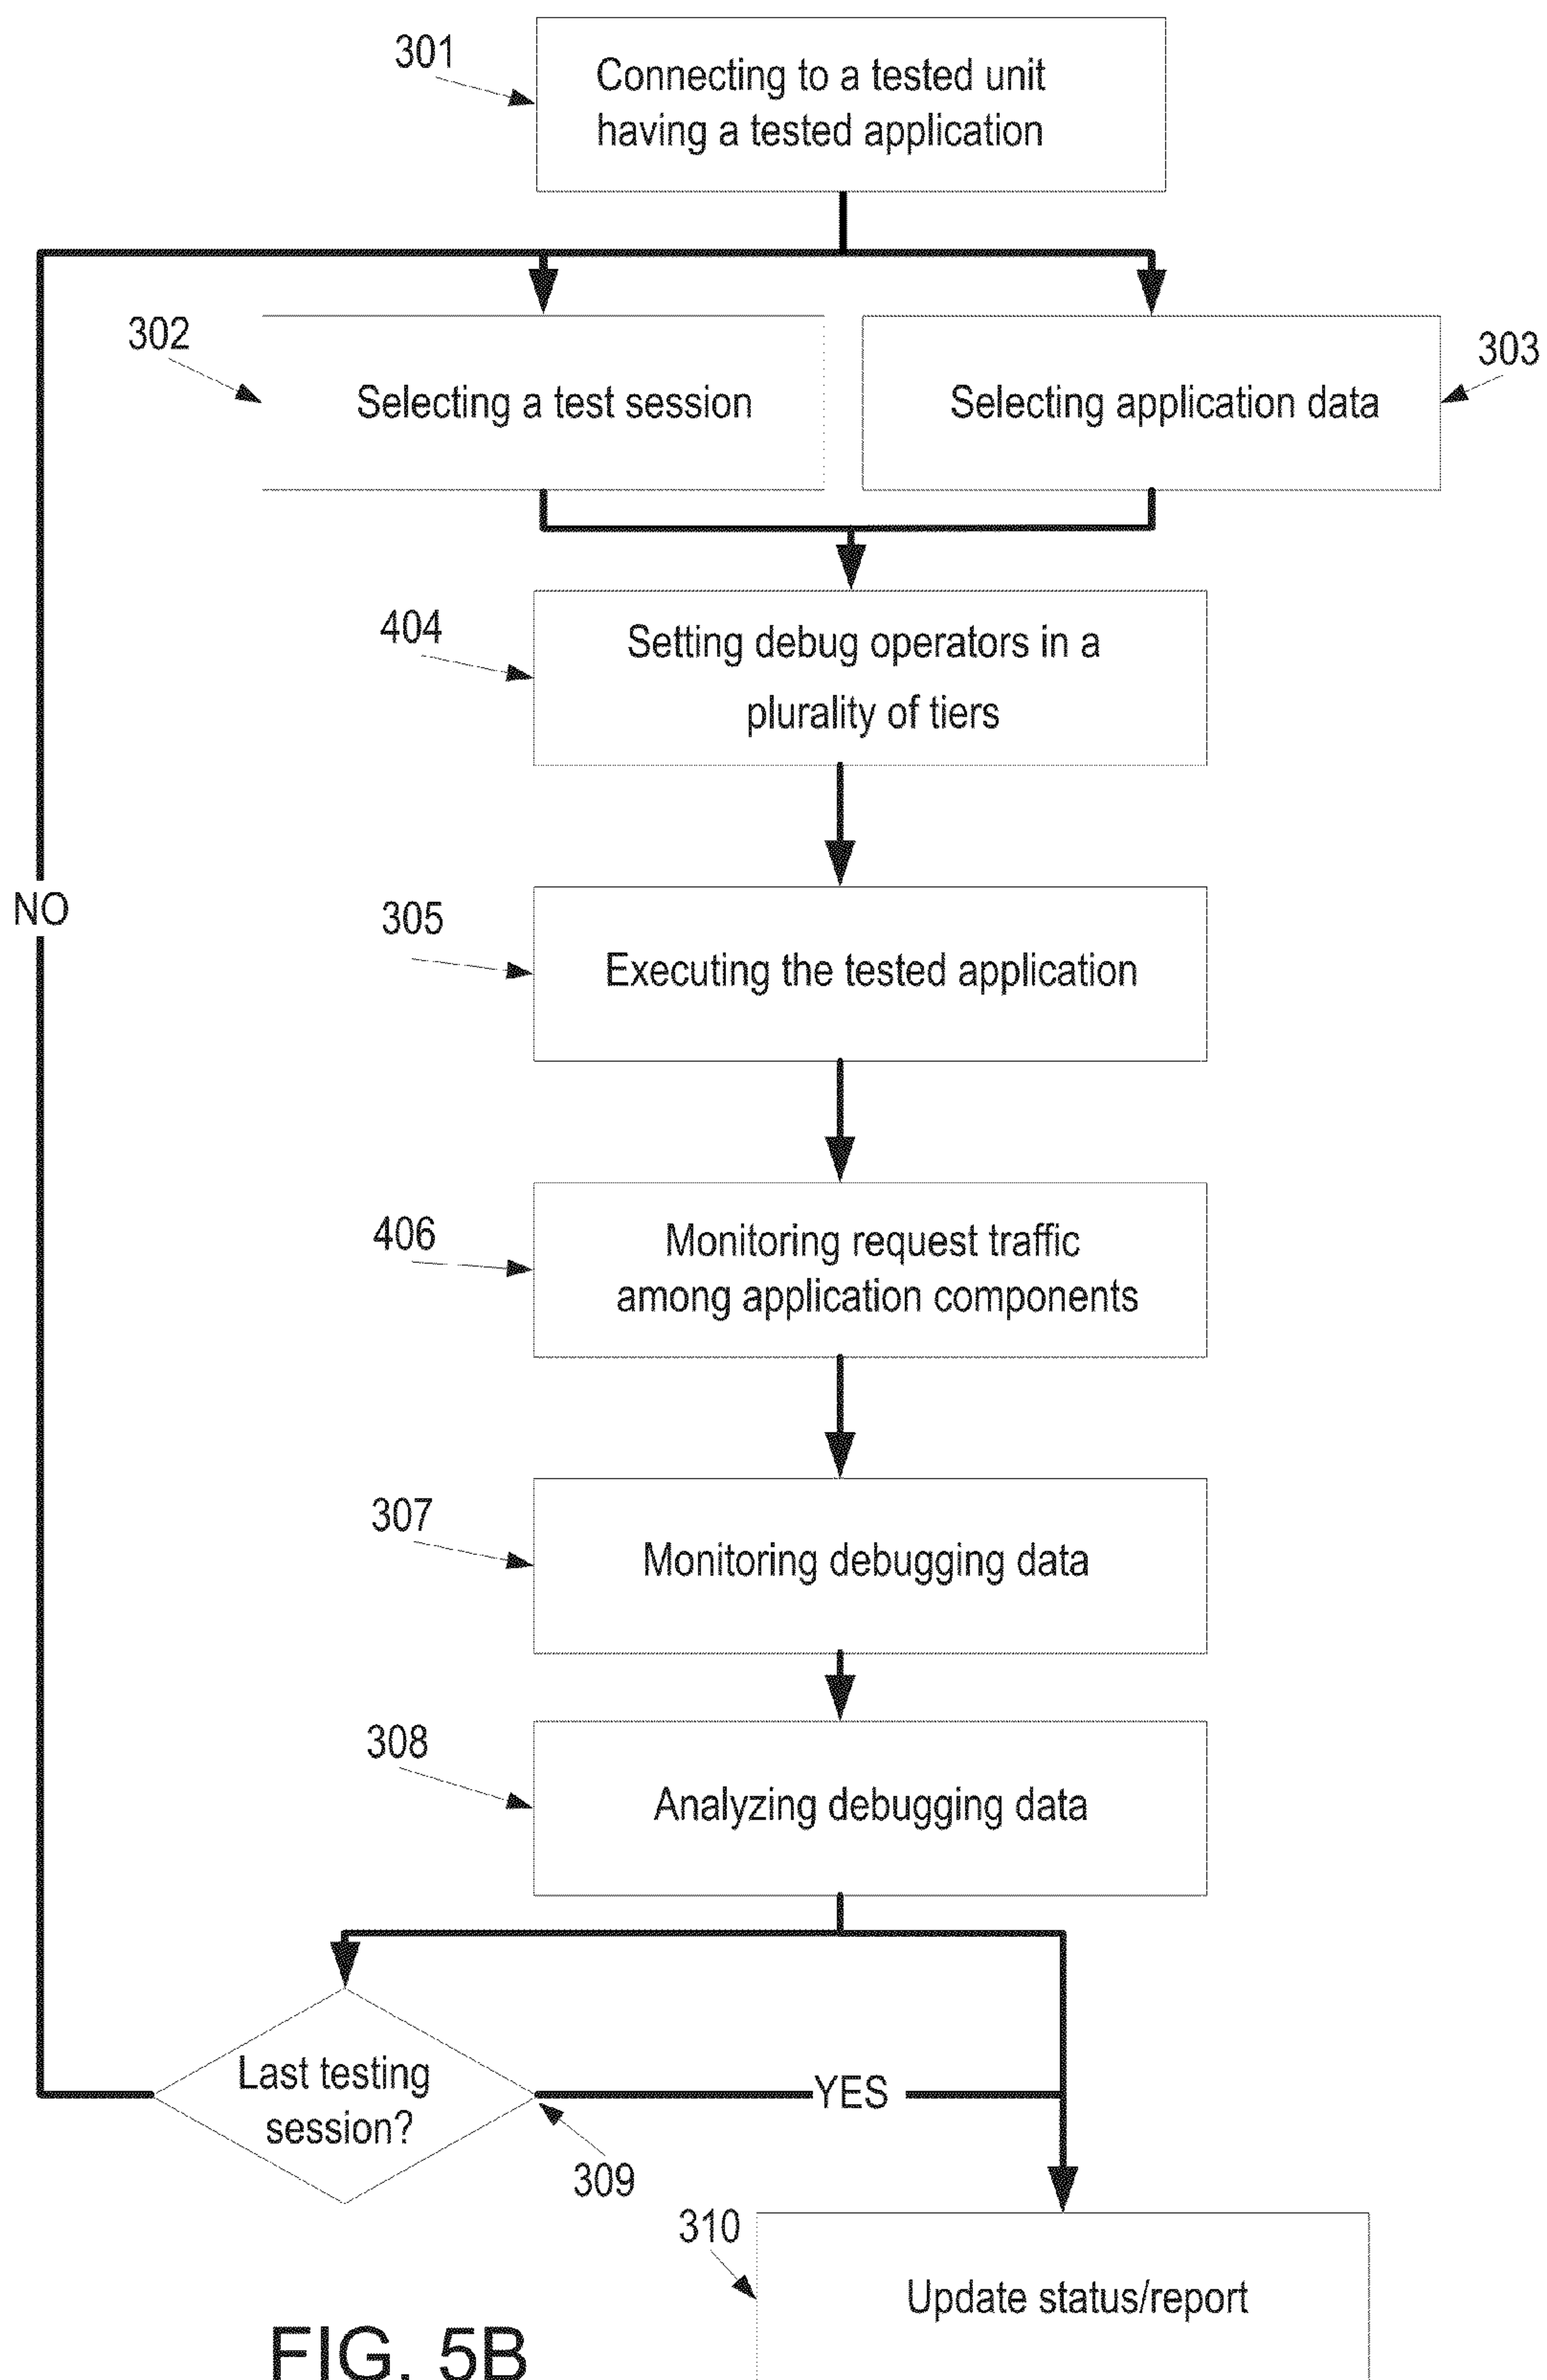 301
Connecting to a tested unit
having a tested application
302
Selecting a test session
Selecting application data
303
404
Setting debug operators in a
plurality of tiers
NO
305
Executing the tested application
406
Monitoring request traffic
among application components
307
Monitoring debugging data
308
Analyzing debugging data
Last testing
session?
YES
309
310
Update status/report
FIG. 5B